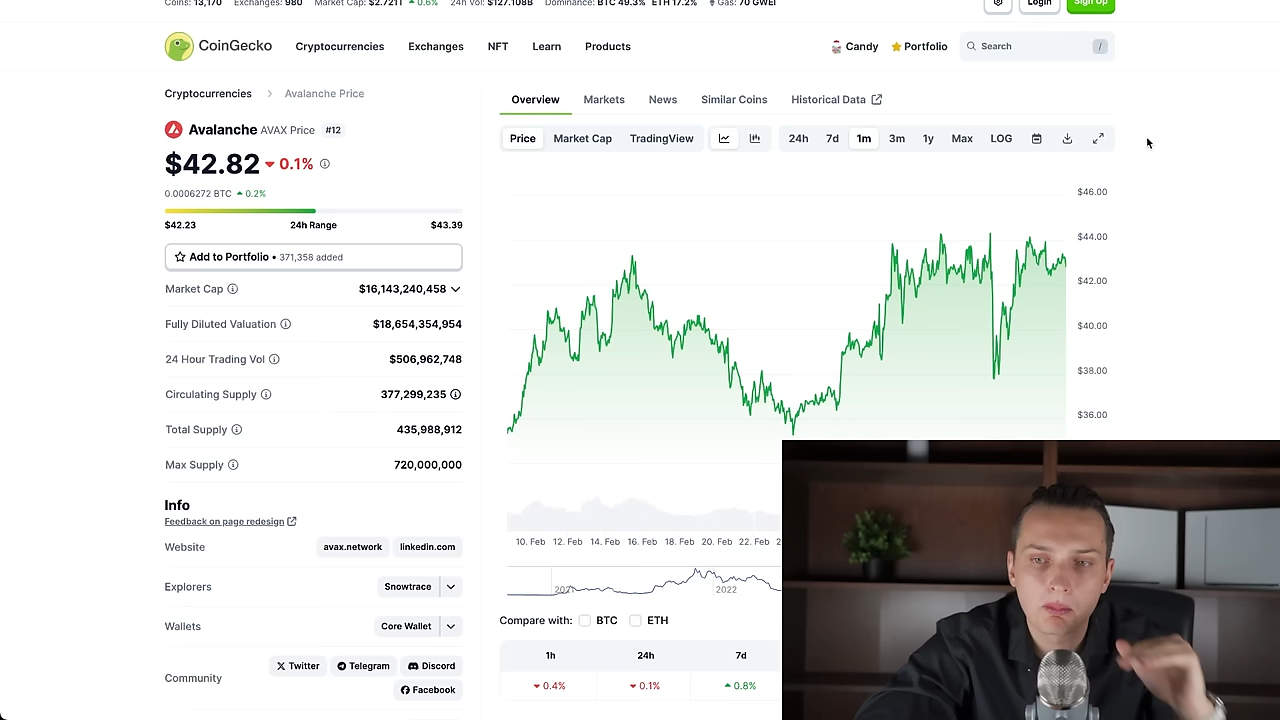 Coins: 13,170 Exchanges: 980 Market Cap: $2.721T 0.6% 24h Vol: $127.108B Dominance: BTC 49.3% ETH 17.2% Gas: 70 GWEI
Login
Sign Up
CoinGecko Cryptocurrencies Exchanges NFT Learn Products Candy Portfolio Search /
Cryptocurrencies > Avalanche Price
Avalanche AVAX Price #12
$42.82 0.1%
0.0006272 BTC 0.2%
$42.23 24h Range $43.39
Add to Portfolio • 371,358 added
Market Cap $16,143,240,458
Fully Diluted Valuation $18,654,354,954
24 Hour Trading Vol $506,962,748
Circulating Supply 377,299,235
Total Supply 435,988,912
Max Supply 720,000,000
Info
Feedback on page redesign
Website avax.network linkedin.com
Explorers Snowtrace
Wallets Core Wallet
Community Twitter Telegram Discord
Facebook
Overview Markets News Similar Coins Historical Data
Price Market Cap TradingView 24h 7d 1m 3m 1y Max LOG
$46.00
$44.00
$42.00
$40.00
$38.00
$36.00
10. Feb 12. Feb 14. Feb 16. Feb 18. Feb 20. Feb 22. Feb 2
2021 2022
Compare with: BTC ETH
1h 24h 7d
0.4% 0.1% 0.8%